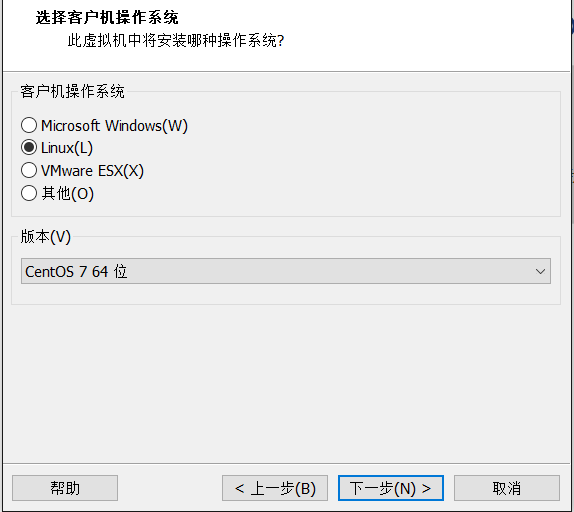 选择客户机操作系统
此虚拟机中将安装哪种操作系统?
客户机操作系统
Microsoft Windows(W)
Linux(L)
VMware ESX(X)
其他(O)
版本(V)
CentOS 7 64 位
帮助
< 上一步(B)
下一步(N) >
取消